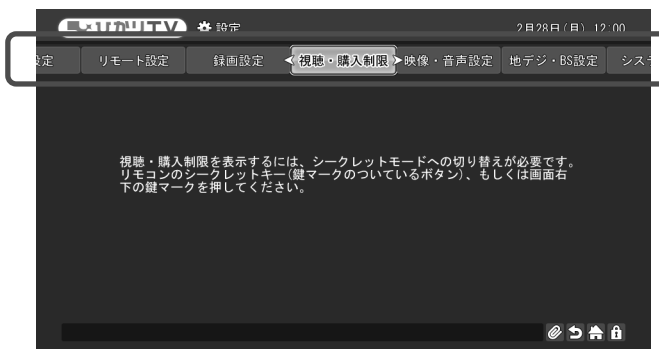 ひかりTV 設定 2月28日(月) 12:00
設定 リモート設定 録画設定 視聴・購入制限 映像・音声設定 地デジ・BS設定 システ
視聴・購入制限を表示するには、シークレットモードへの切り替えが必要です。
リモコンのシークレットキー(鍵マークのついているボタン)、もしくは画面右
下の鍵マークを押してください。